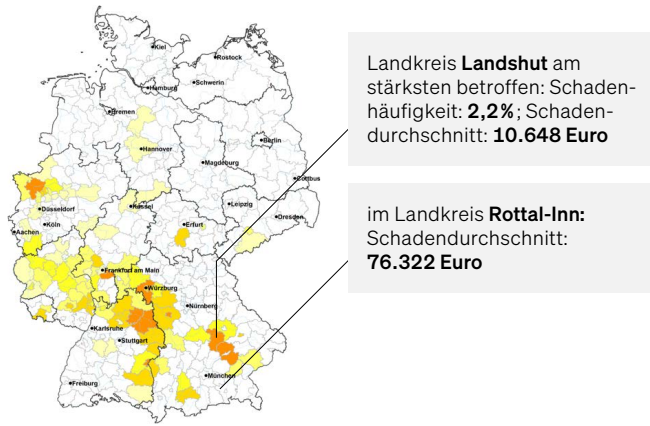 Kiel
Rostock
Schwerin
Hamburg
Bremen
Berlin
Hannover
Magdeburg
Cottbus
Düsseldorf
Kassel
Leipzig
Köln
Erfurt
Dresden
Aachen
Frankfurt am Main
Würzburg
Nürnberg
Karlsruhe
Stuttgart
München
Freiburg
Landkreis Landshut am
stärksten betroffen: Schaden-
häufigkeit: 2,2%; Schaden-
durchschnitt: 10.648 Euro
im Landkreis Rottal-Inn:
Schadendurchschnitt:
76.322 Euro